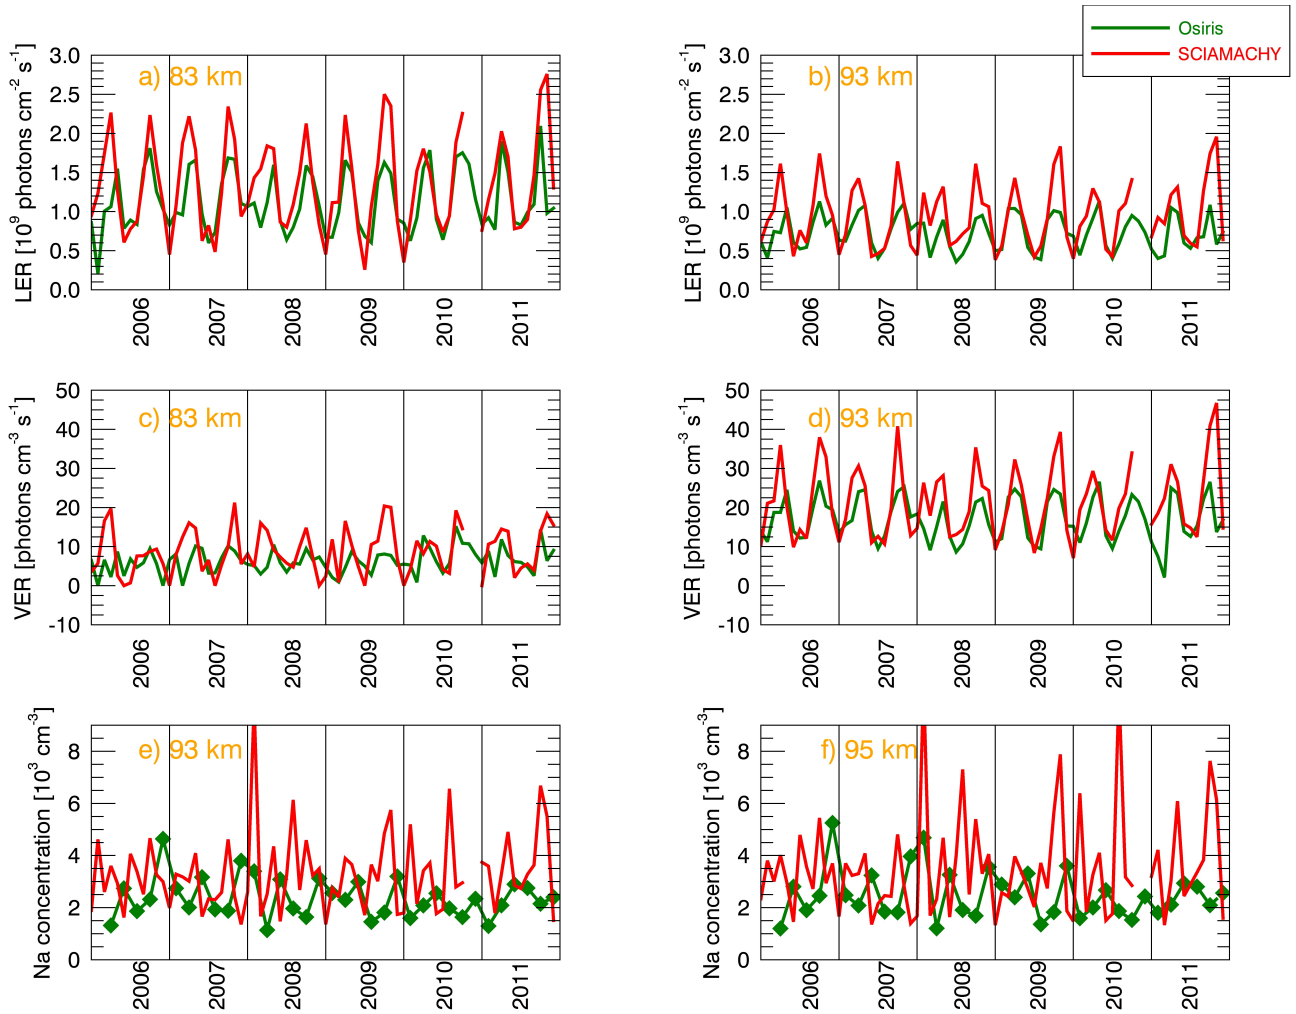 Osiris
SCIAMACHY
a) 83 km
LER [10⁹ photons cm⁻² s⁻¹]
3.0
2.5
2.0
1.5
1.0
0.5
0.0
2006 2007 2008 2009 2010 2011
b) 93 km
LER [10⁹ photons cm⁻² s⁻¹]
3.0
2.5
2.0
1.5
1.0
0.5
0.0
2006 2007 2008 2009 2010 2011
c) 83 km
VER [photons cm⁻³ s⁻¹]
50
40
30
20
10
0
-10
2006 2007 2008 2009 2010 2011
d) 93 km
VER [photons cm⁻³ s⁻¹]
50
40
30
20
10
0
-10
2006 2007 2008 2009 2010 2011
e) 93 km
Na concentration [10³ cm⁻³]
8
6
4
2
0
2006 2007 2008 2009 2010 2011
f) 95 km
Na concentration [10³ cm⁻³]
8
6
4
2
0
2006 2007 2008 2009 2010 2011